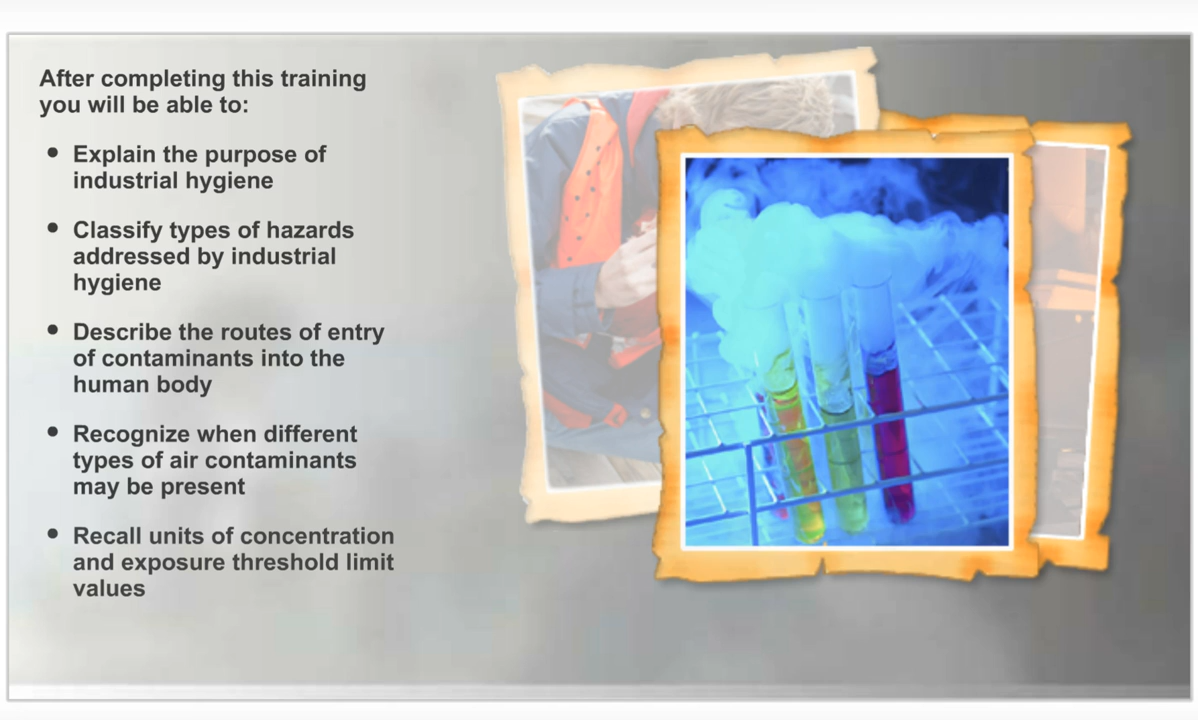 After completing this training
you will be able to:
• Explain the purpose of
industrial hygiene
• Classify types of hazards
addressed by industrial
hygiene
• Describe the routes of entry
of contaminants into the
human body
• Recognize when different
types of air contaminants
may be present
• Recall units of concentration
and exposure threshold limit
values